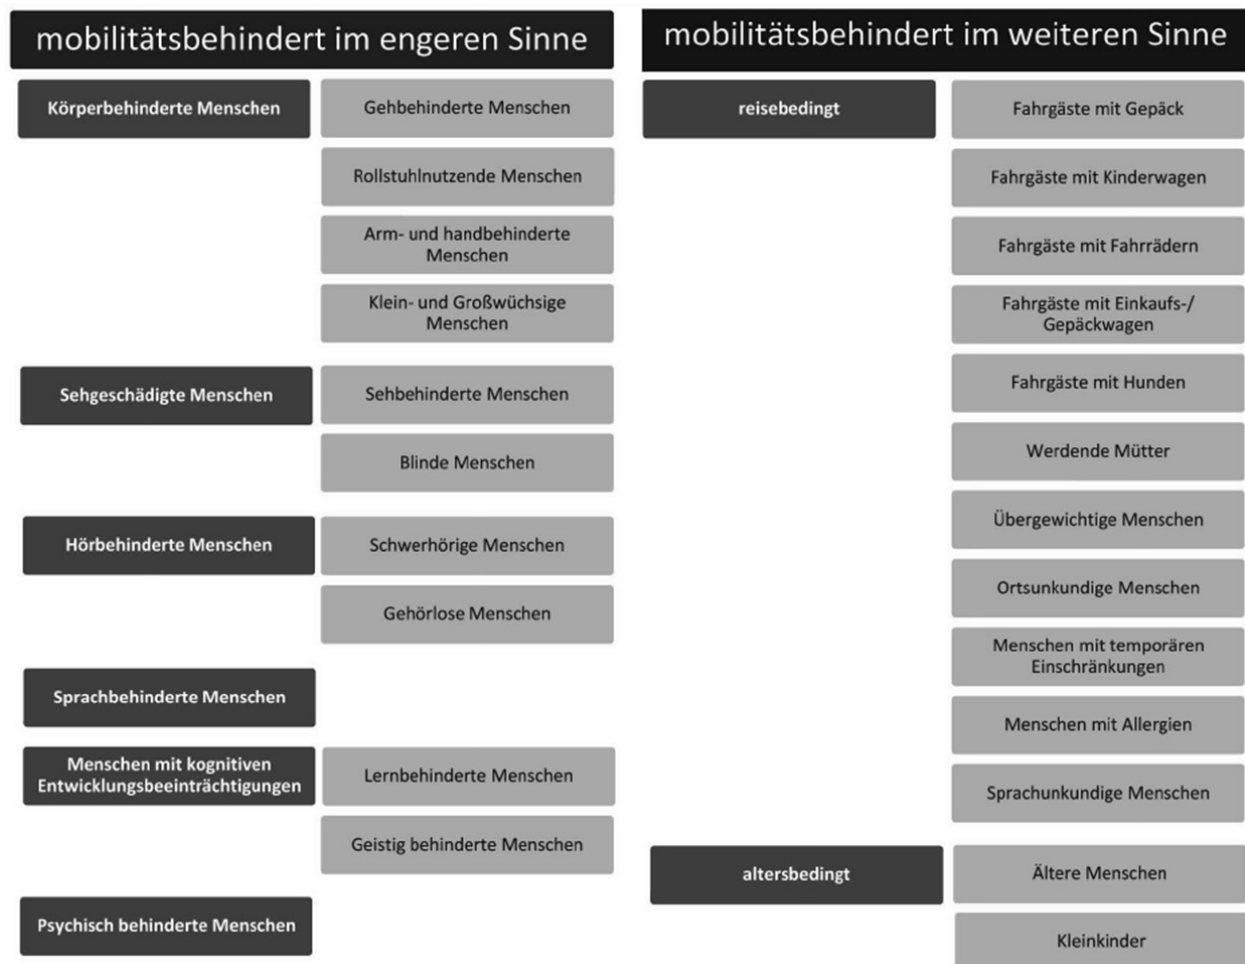 mobilitätsbehindert im engeren Sinne
Körperbehinderte Menschen
Gehbehinderte Menschen
Rollstuhlnutzende Menschen
Arm- und handbehinderte
Menschen
Klein- und Großwüchsige
Menschen
Sehgeschädigte Menschen
Sehbehinderte Menschen
Blinde Menschen
Hörbehinderte Menschen
Schwerhörige Menschen
Gehörlose Menschen
Sprachbehinderte Menschen
Menschen mit kognitiven
Entwicklungsbeeinträchtigungen
Lernbehinderte Menschen
Geistig behinderte Menschen
Psychisch behinderte Menschen
mobilitätsbehindert im weiteren Sinne
reisebedingt
Fahrgäste mit Gepäck
Fahrgäste mit Kinderwagen
Fahrgäste mit Fahrrädern
Fahrgäste mit Einkaufs-/
Gepäckwagen
Fahrgäste mit Hunden
Werdende Mütter
Übergewichtige Menschen
Ortsunkundige Menschen
Menschen mit temporären
Einschränkungen
Menschen mit Allergien
Sprachunkundige Menschen
altersbedingt
Ältere Menschen
Kleinkinder